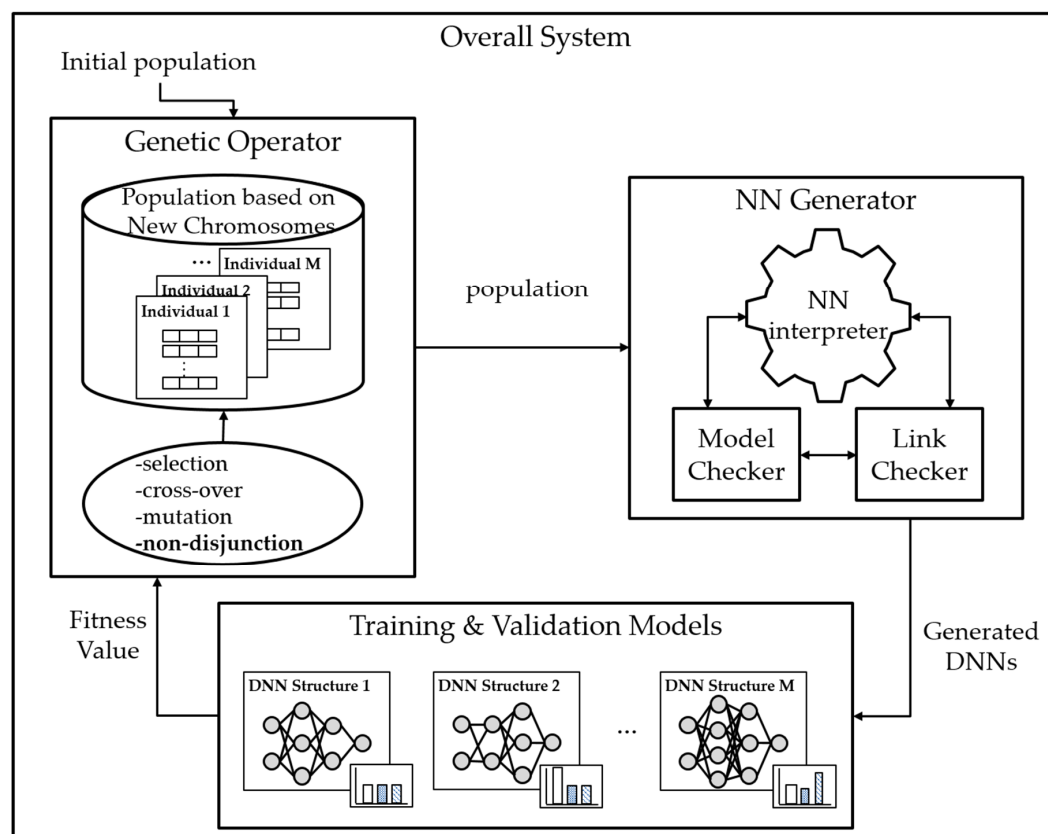 Overall System
Initial population
Genetic Operator
Population based on
New Chromosomes
...
Individual M
Individual 2
Individual 1
-selection
-cross-over
-mutation
-non-disjunction
population
NN Generator
NN
interpreter
Model
Checker
Link
Checker
Fitness
Value
Generated
DNNs
Training & Validation Models
DNN Structure 1
DNN Structure 2
...
DNN Structure M